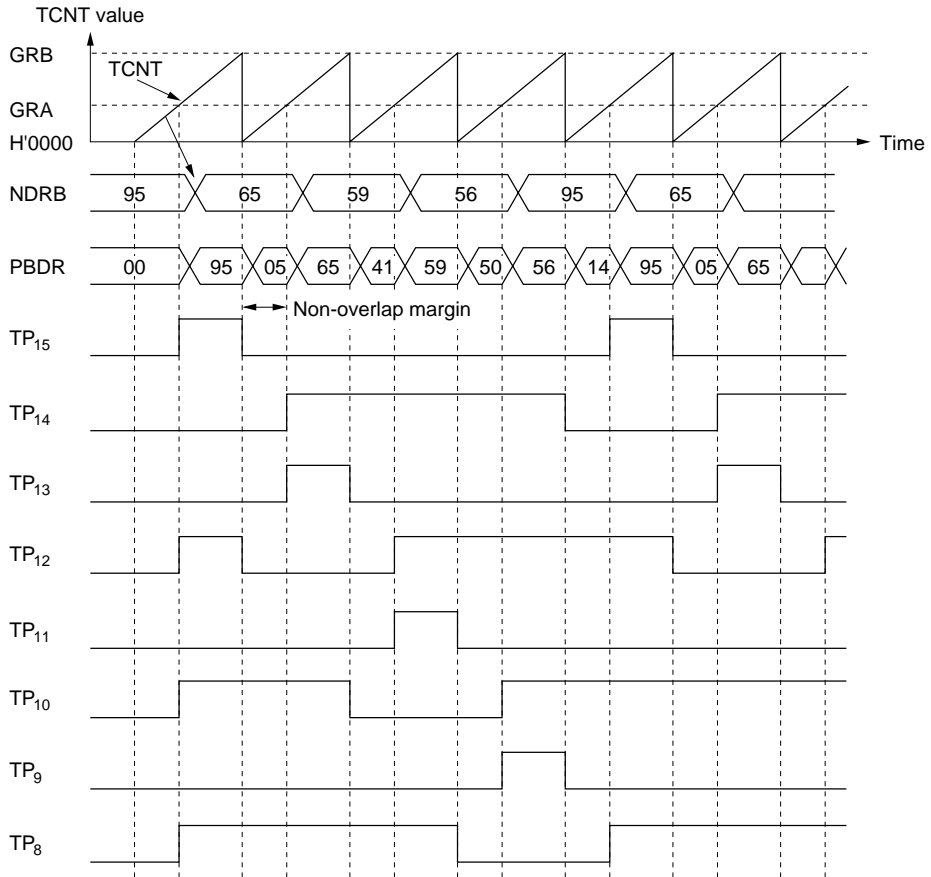 TCNT value
GRB
TCNT
GRA
H'0000
Time
NDRB 95 65 59 56 95 65
PBDR 00 95 05 65 41 59 50 56 14 95 05 65
Non-overlap margin
TP15
TP14
TP13
TP12
TP11
TP10
TP9
TP8